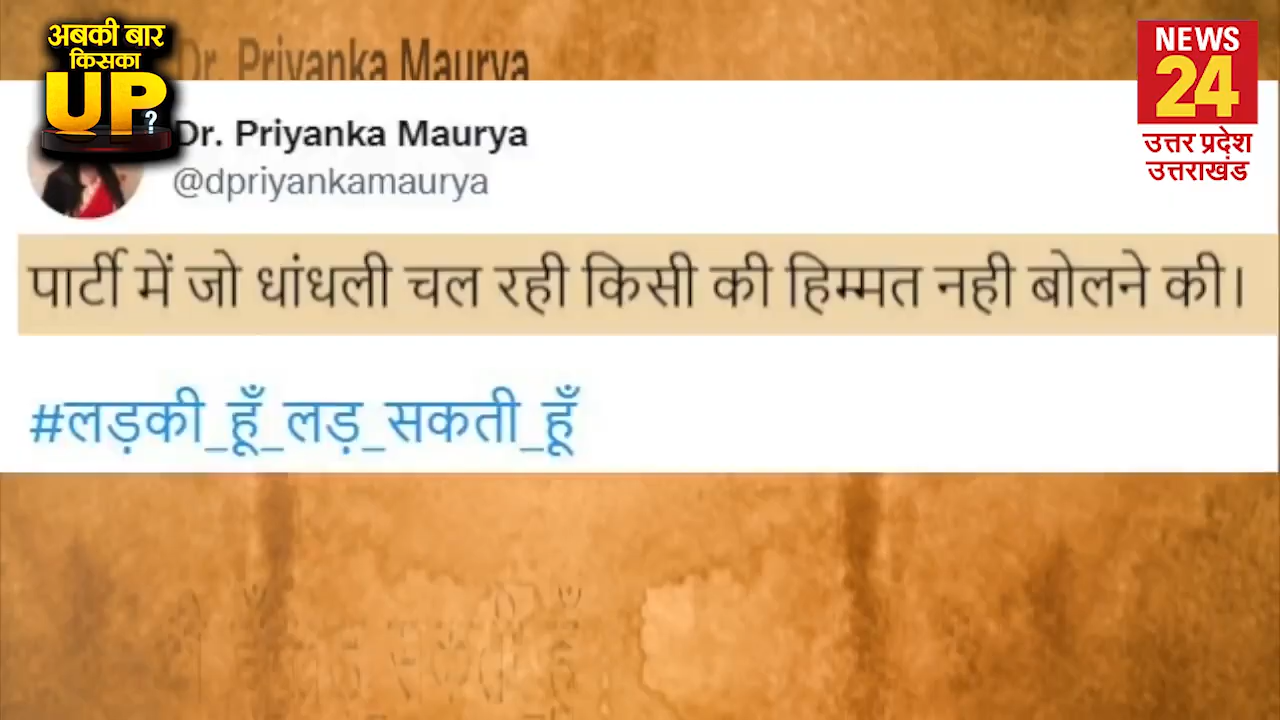 अबकी बार
किसका
UP?
NEWS
24
उत्तर प्रदेश
उत्तराखंड
Dr. Priyanka Maurya
Dr. Priyanka Maurya
@dpriyankamaurya
पार्टी में जो धांधली चल रही किसी की हिम्मत नही बोलने की।
#लड़की_हूँ_लड़_सकती_हूँ